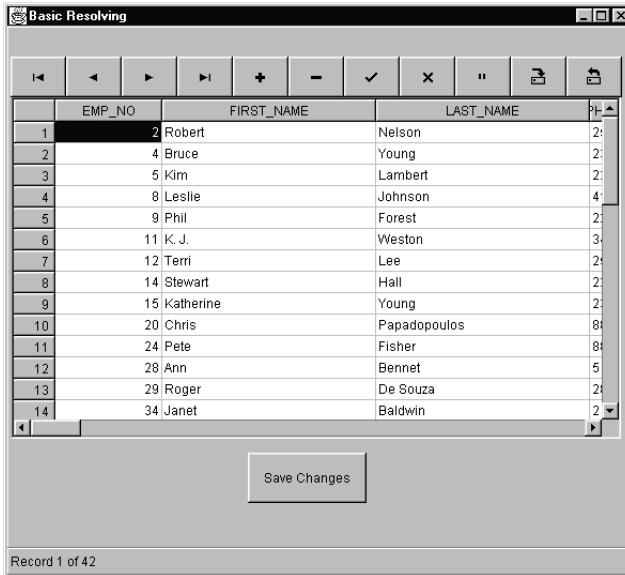 Basic Resolving
EMP_NO FIRST_NAME LAST_NAME PH
1 2 Robert Nelson
2 4 Bruce Young
3 5 Kim Lambert
4 8 Leslie Johnson
5 9 Phil Forest
6 11 K. J. Weston
7 12 Terri Lee
8 14 Stewart Hall
9 15 Katherine Young
10 20 Chris Papadopoulos
11 24 Pete Fisher
12 28 Ann Bennet
13 29 Roger De Souza
14 34 Janet Baldwin
Save Changes
Record 1 of 42